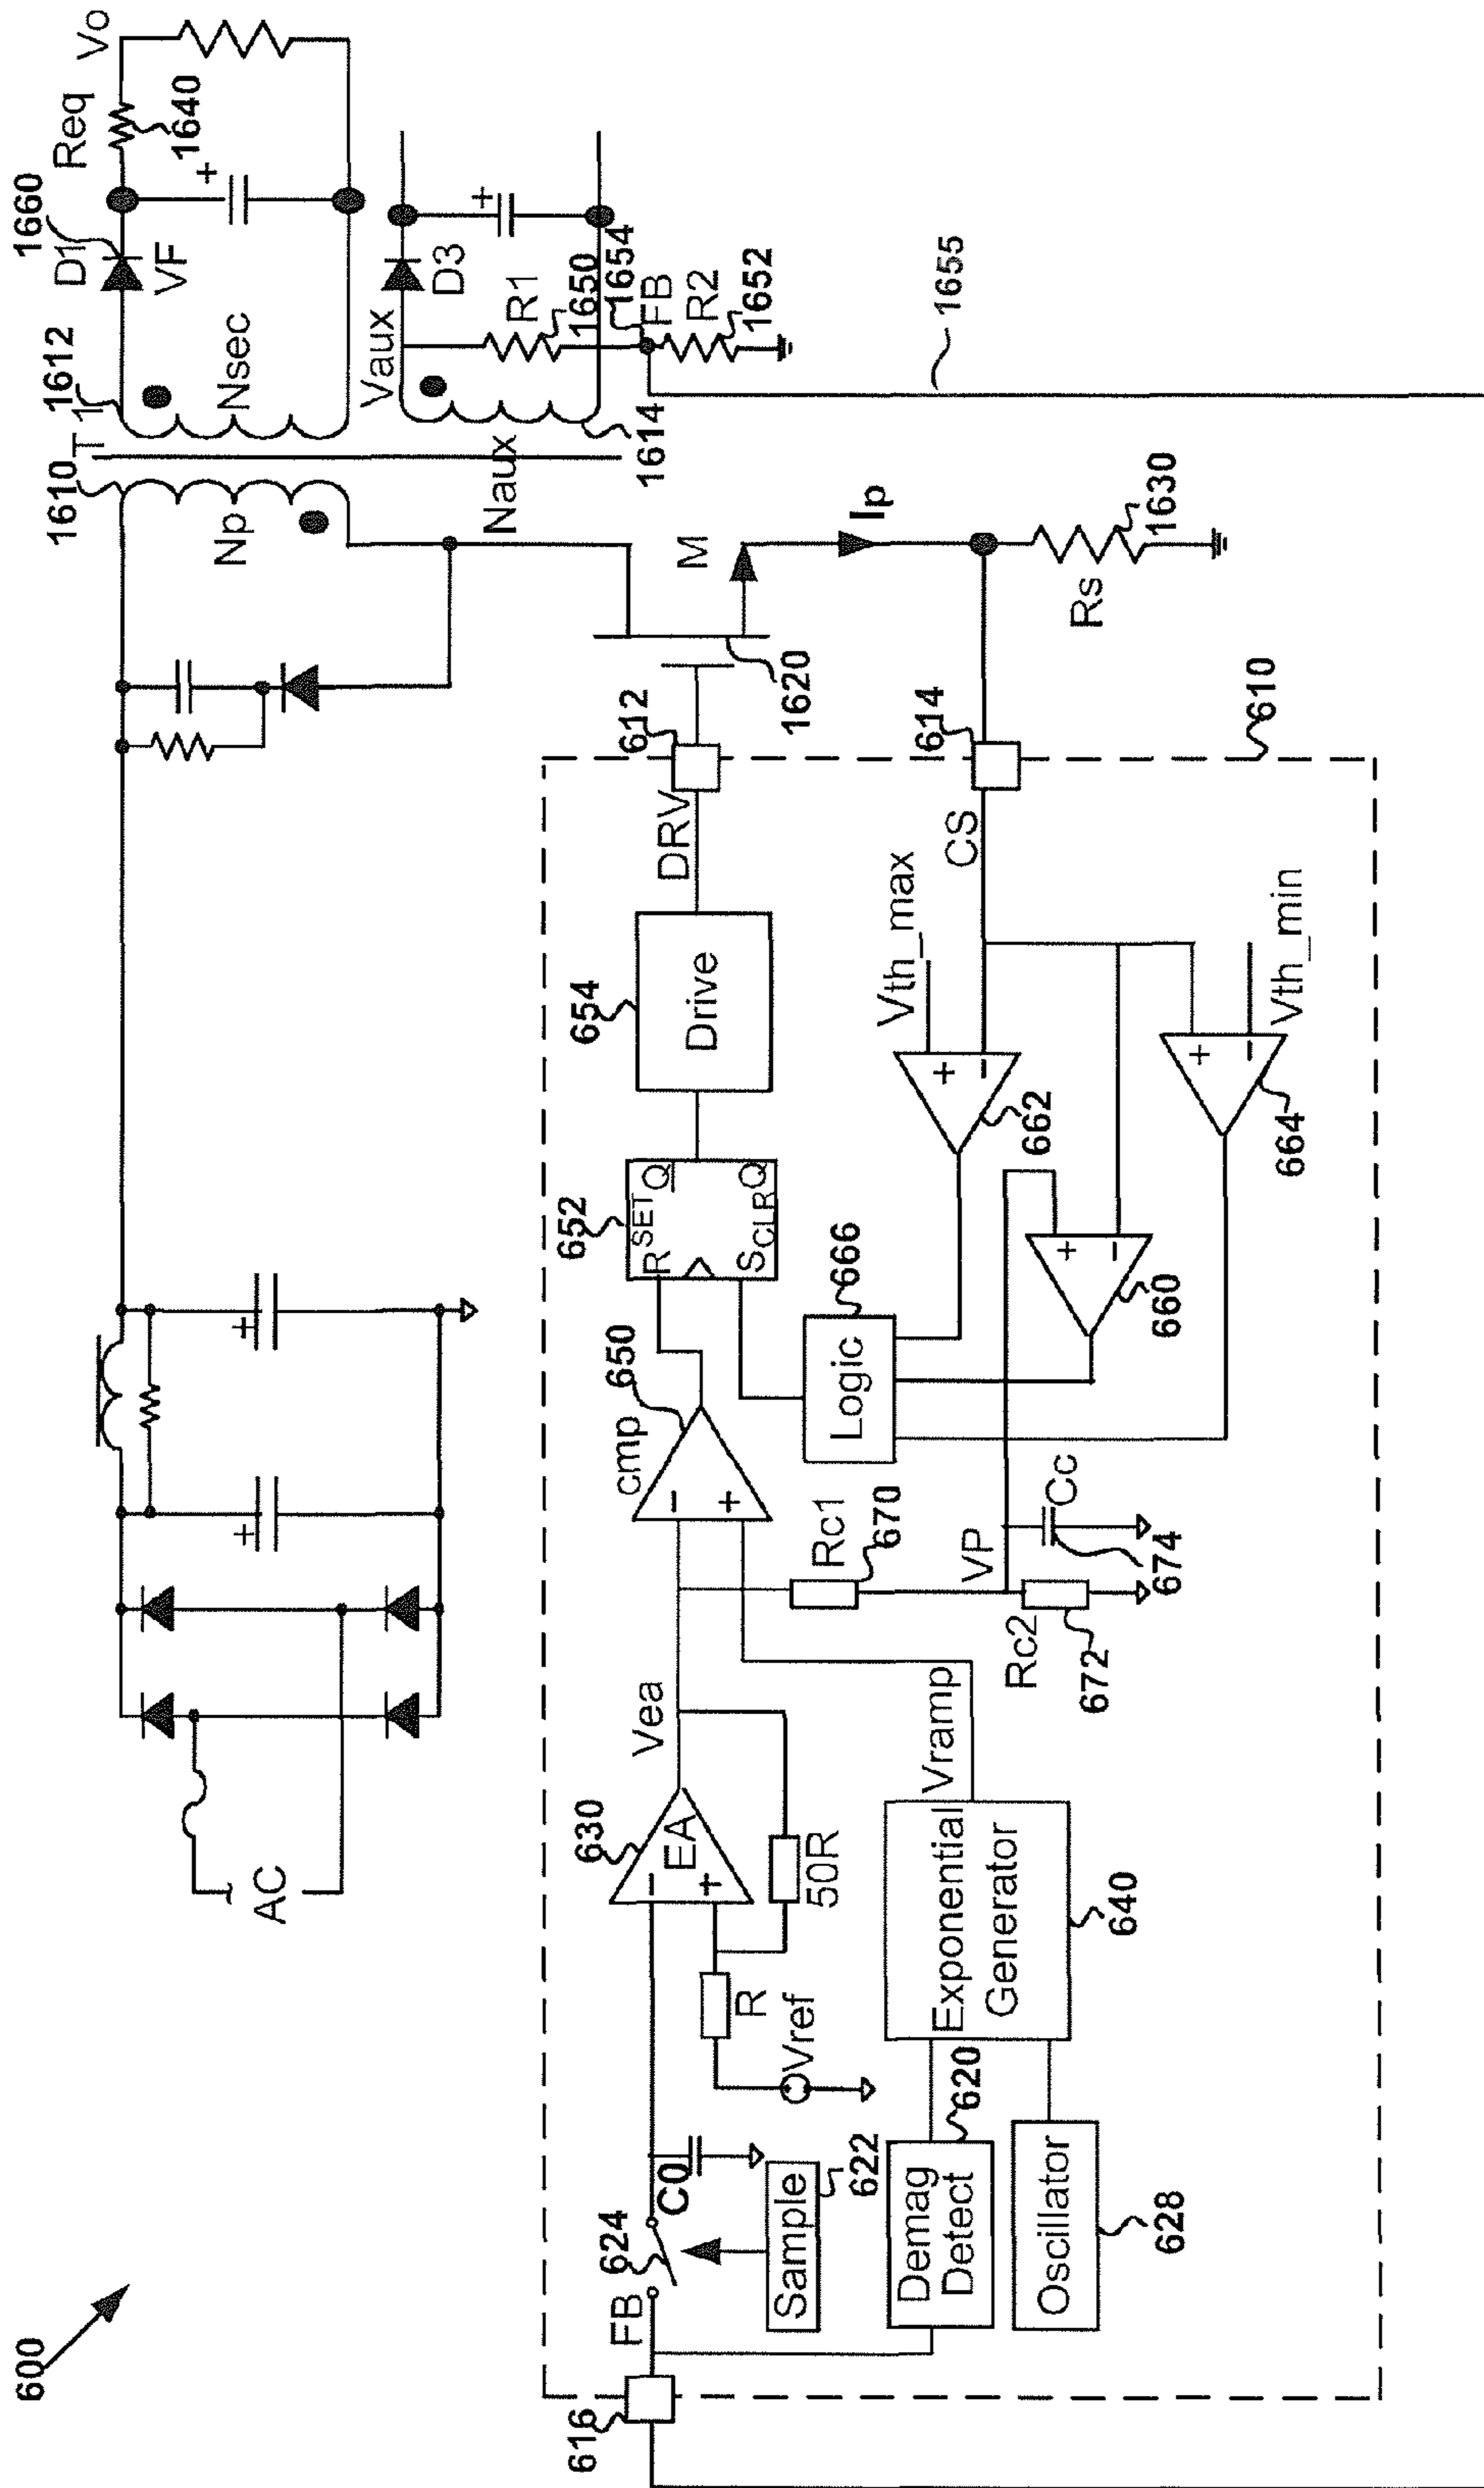 600
AC
1610
T1
1612
Np
Nsec
Naux
1660
D1
VF
Req
1640
Vo
Vaux
D3
R1
1650
1654
FB
R2
1652
1614
1655
M
1620
Ip
Rs
1630
610
616
FB
624
C0
Sample
622
Demag
Detect
620
Oscillator
628
Vref
R
50R
630
EA
−
+
Vea
Exponential
Generator
640
Vramp
cmp
650
−
+
Rc1
670
VP
Rc2
672
Cc
674
652
R SET Q
S CLR Q
654
Drive
DRV
612
Logic
666
660
+
−
662
+
−
Vth_max
664
+
−
Vth_min
CS
614
+
+
±
±